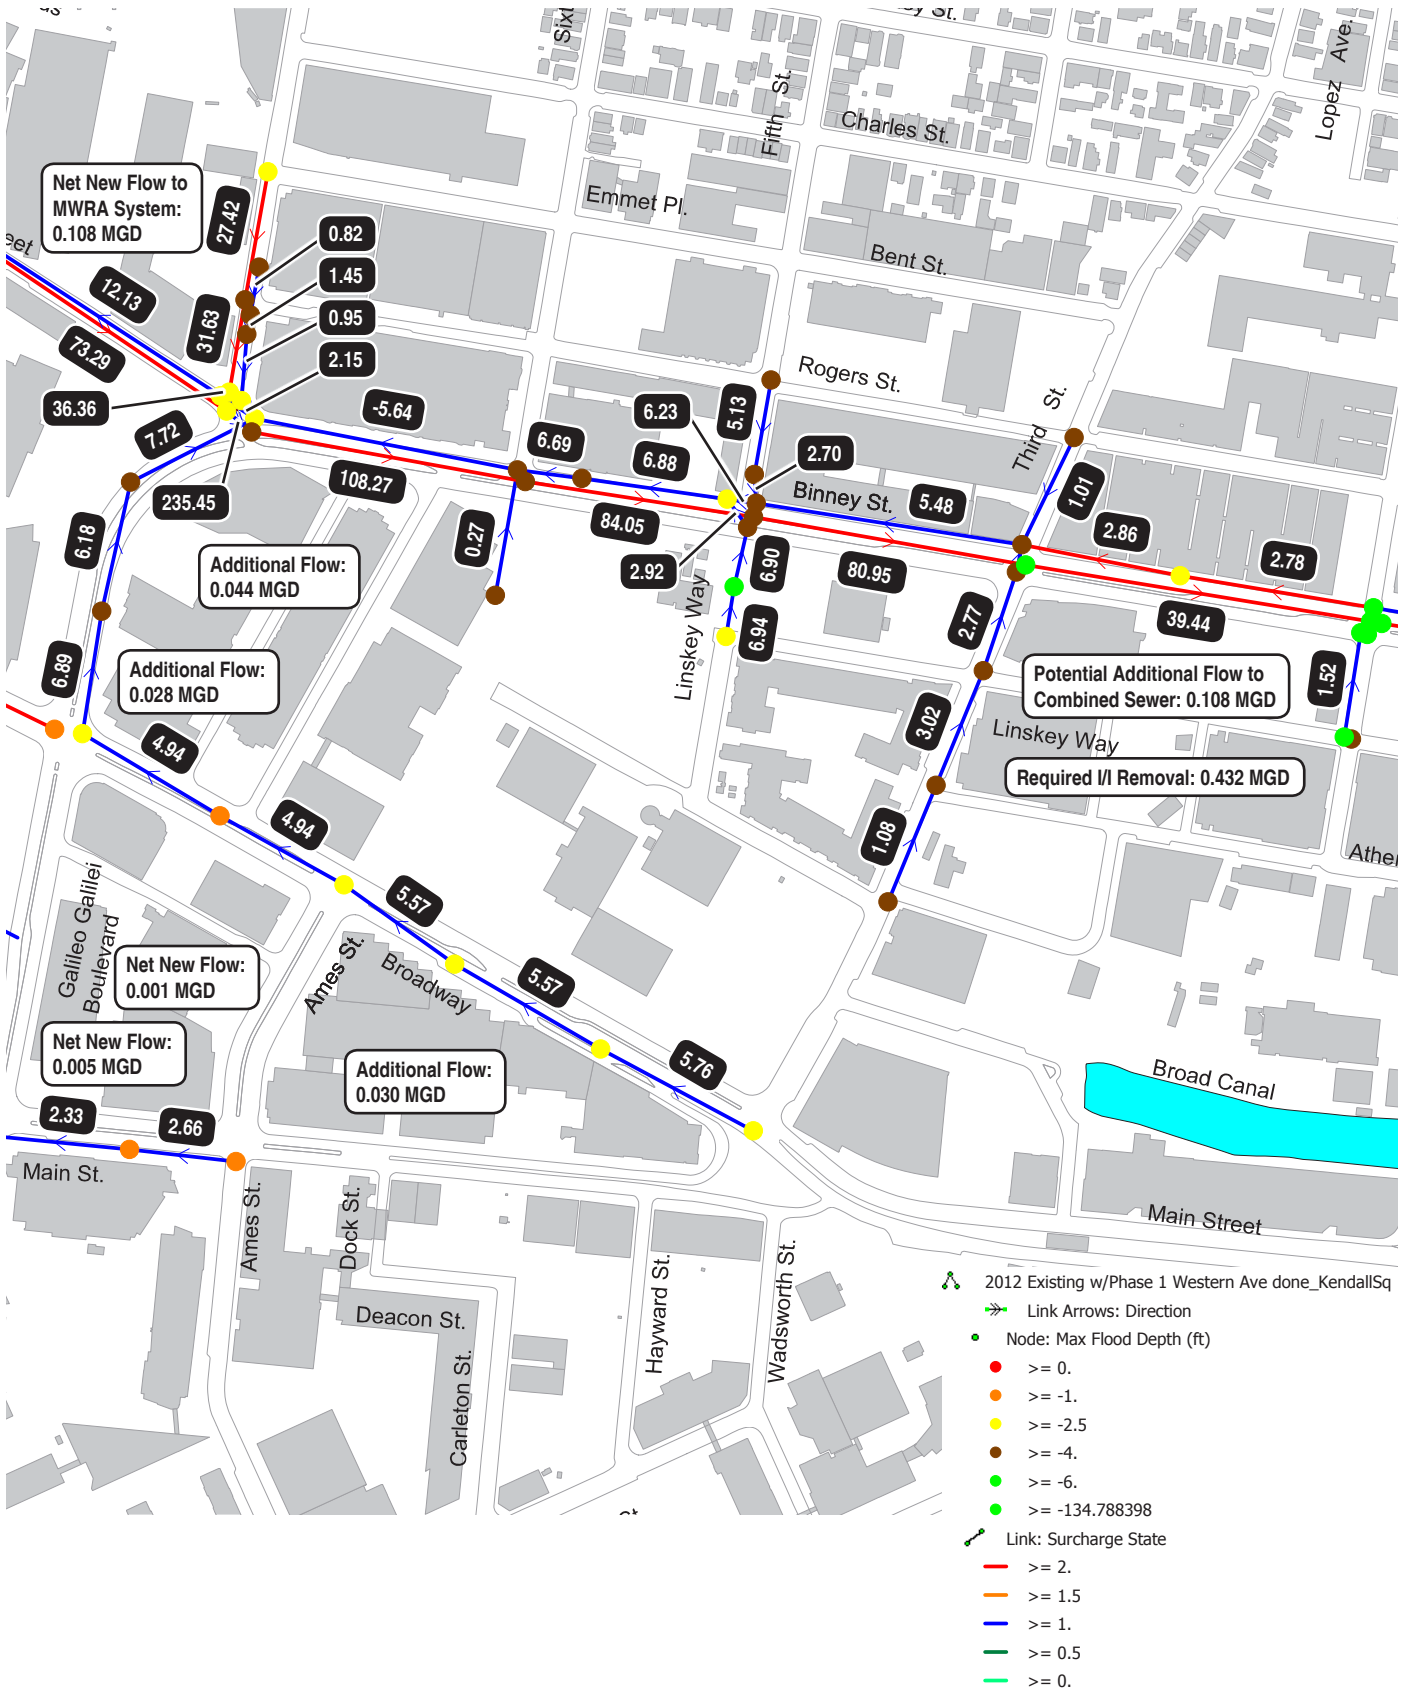 Sixt
Fifth St.
Lopez Ave.
Charles St.
Emmet Pl.
Bent St.
Net New Flow to
MWRA System:
0.108 MGD
eet
27.42
0.82
1.45
0.95
2.15
12.13
73.29
31.63
36.36
7.72
-5.64
235.45
108.27
6.69
6.88
6.23
5.13
2.70
Rogers St.
Third St.
Binney St.
5.48
1.01
2.86
2.78
84.05
2.92
6.90
80.95
39.44
0.27
6.18
Additional Flow:
0.044 MGD
6.94
2.77
1.52
Linskey Way
6.89
Additional Flow:
0.028 MGD
Potential Additional Flow to
Combined Sewer: 0.108 MGD
3.02
Linskey Way
Required I/I Removal: 0.432 MGD
4.94
4.94
1.08
Ather
5.57
Galileo Galilei
Boulevard
Ames St.
Broadway
Net New Flow:
0.001 MGD
5.57
Net New Flow:
0.005 MGD
Additional Flow:
0.030 MGD
5.76
Broad Canal
2.33
2.66
Main St.
Ames St.
Dock St.
Main Street
Hayward St.
Wadsworth St.
Deacon St.
Carleton St.
2012 Existing w/Phase 1 Western Ave done_KendallSq
Link Arrows: Direction
Node: Max Flood Depth (ft)
>= 0.
>= -1.
>= -2.5
>= -4.
>= -6.
>= -134.788398
Link: Surcharge State
>= 2.
>= 1.5
>= 1.
>= 0.5
>= 0.